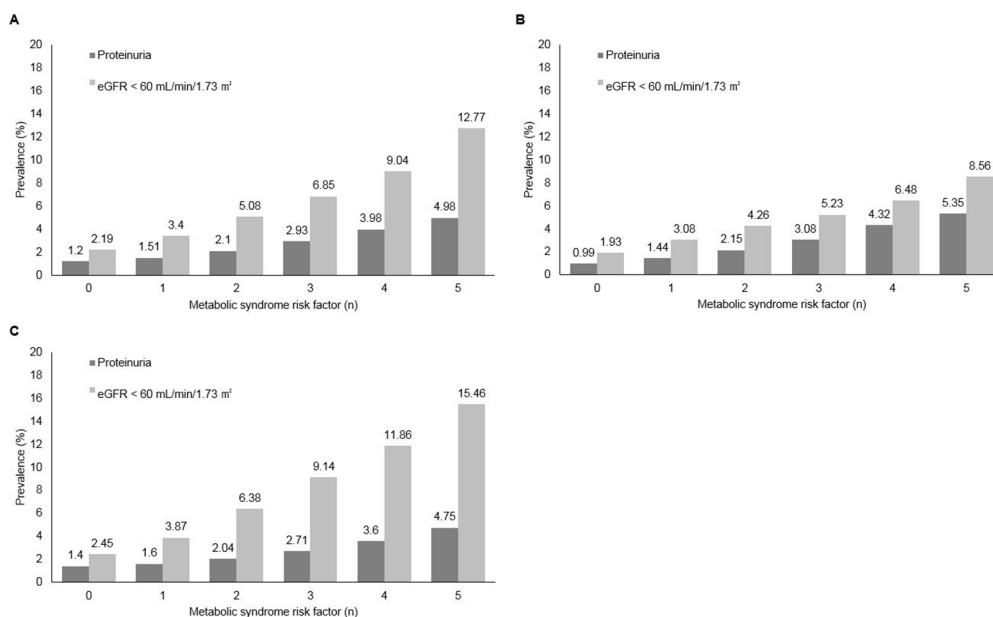 A
20
18
16
14
12
10
8
6
4
2
0
Prevalence (%)
Proteinuria
eGFR < 60 mL/min/1.73 ㎡
1.2 2.19 1.51 3.4 2.1 5.08 2.93 6.85 3.98 9.04 4.98 12.77
0 1 2 3 4 5
Metabolic syndrome risk factor (n)
B
20
18
16
14
12
10
8
6
4
2
0
Prevalence (%)
Proteinuria
eGFR < 60 mL/min/1.73 ㎡
0.99 1.93 1.44 3.08 2.15 4.26 3.08 5.23 4.32 6.48 5.35 8.56
0 1 2 3 4 5
Metabolic syndrome risk factor (n)
C
20
18
16
14
12
10
8
6
4
2
0
Prevalence (%)
Proteinuria
eGFR < 60 mL/min/1.73 ㎡
1.4 2.45 1.6 3.87 2.04 6.38 2.71 9.14 3.6 11.86 4.75 15.46
0 1 2 3 4 5
Metabolic syndrome risk factor (n)